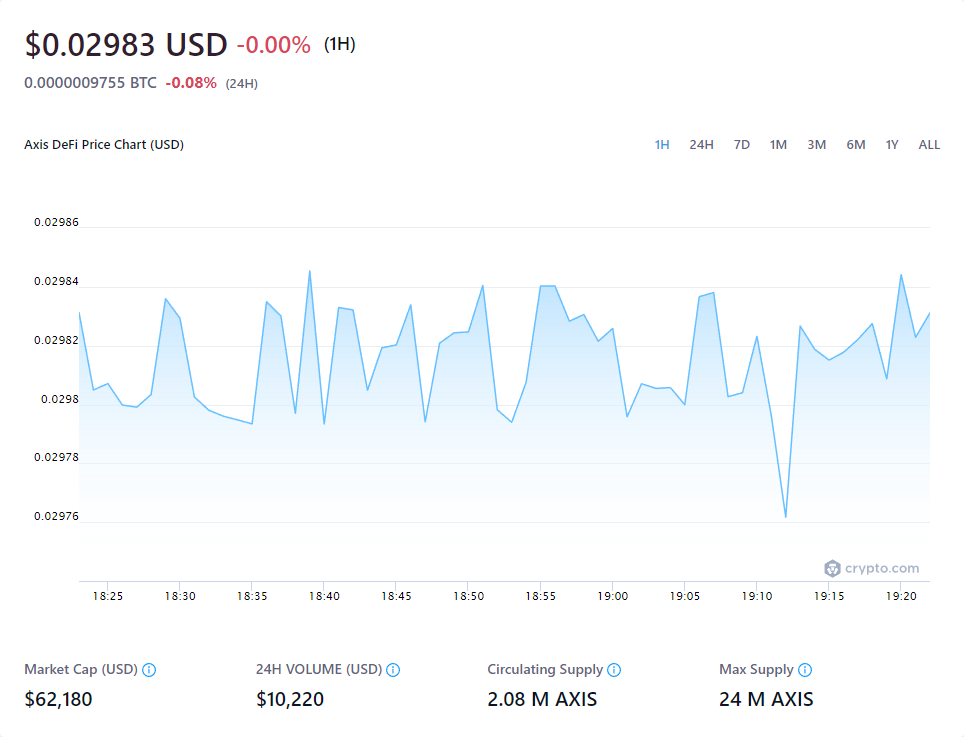 $0.02983 USD -0.00% (1H)
0.0000009755 BTC -0.08% (24H)
Axis DeFi Price Chart (USD) 1H 24H 7D 1M 3M 6M 1Y ALL
0.02986
0.02984
0.02982
0.0298
0.02978
0.02976
crypto.com
18:25 18:30 18:35 18:40 18:45 18:50 18:55 19:00 19:05 19:10 19:15 19:20
Market Cap (USD) 24H VOLUME (USD) Circulating Supply Max Supply
$62,180 $10,220 2.08 M AXIS 24 M AXIS